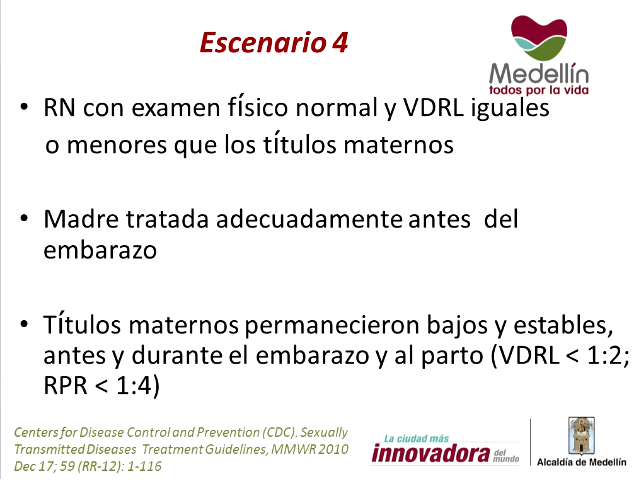 Escenario 4
Medellín
todos por la vida
• RN con examen físico normal y VDRL iguales
o menores que los títulos maternos
• Madre tratada adecuadamente antes del
embarazo
• Títulos maternos permanecieron bajos y estables,
antes y durante el embarazo y al parto (VDRL < 1:2;
RPR < 1:4)
Centers for Disease Control and Prevention (CDC). Sexually
Transmitted Diseases Treatment Guidelines, MMWR 2010
Dec 17; 59 (RR-12): 1-116
La ciudad más
innovadora del mundo
Alcaldía de Medellín